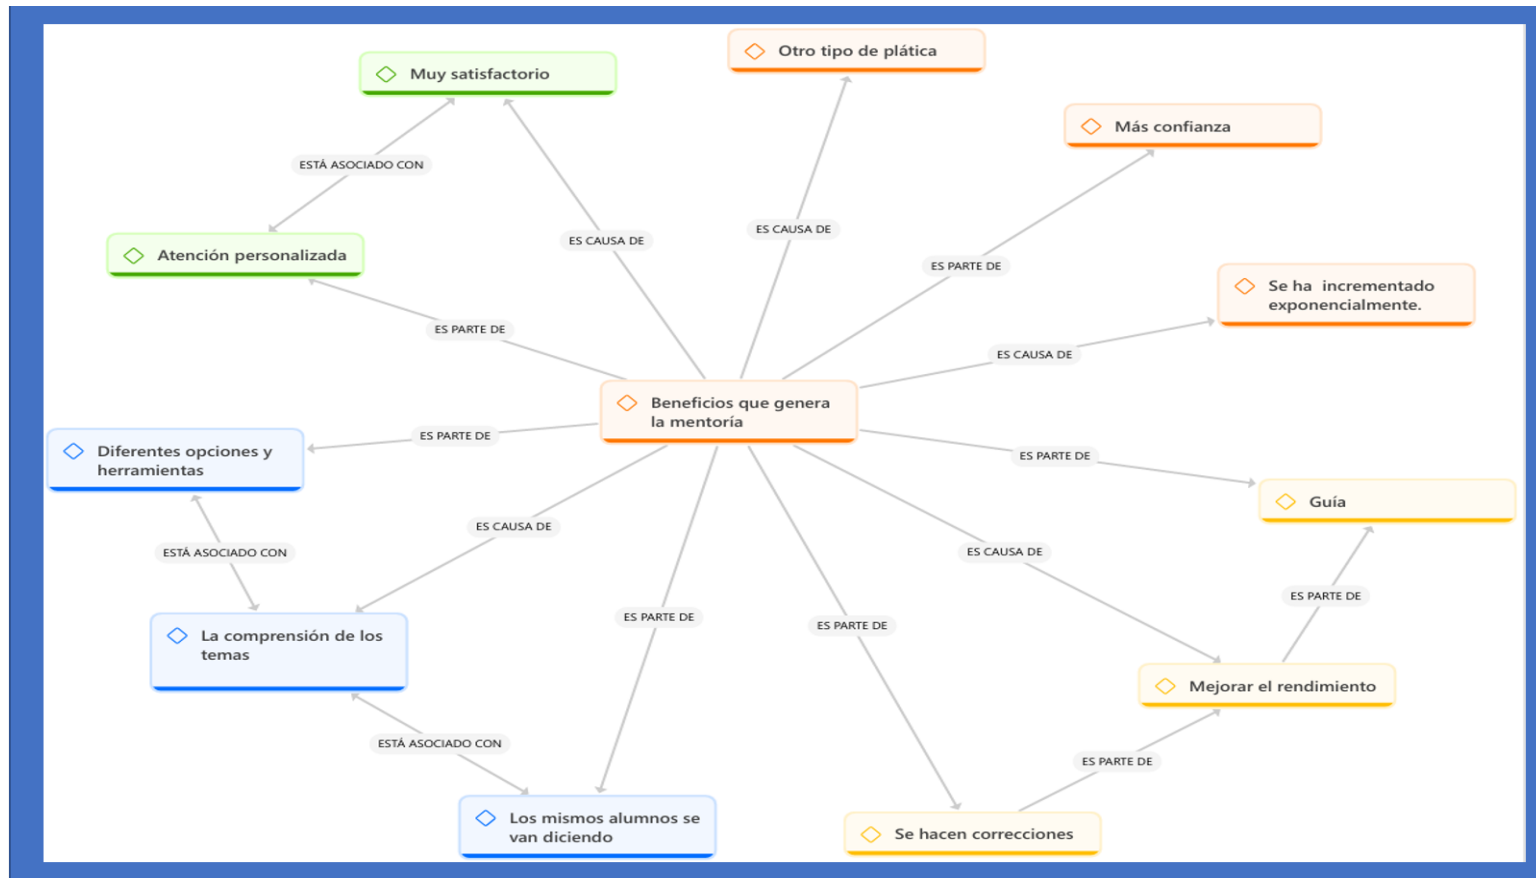 Otro tipo de plática
Muy satisfactorio
Más confianza
ESTÁ ASOCIADO CON
ES CAUSA DE
ES CAUSA DE
Atención personalizada
ES PARTE DE
Se ha  incrementado
exponencialmente.
ES PARTE DE
ES CAUSA DE
Beneficios que genera
la mentoría
ES PARTE DE
Diferentes opciones y
herramientas
ES PARTE DE
Guía
ES CAUSA DE
ESTÁ ASOCIADO CON
ES CAUSA DE
ES PARTE DE
La comprensión de los
temas
ES PARTE DE
ES PARTE DE
Mejorar el rendimiento
ESTÁ ASOCIADO CON
ES PARTE DE
Los mismos alumnos se
van diciendo
Se hacen correcciones